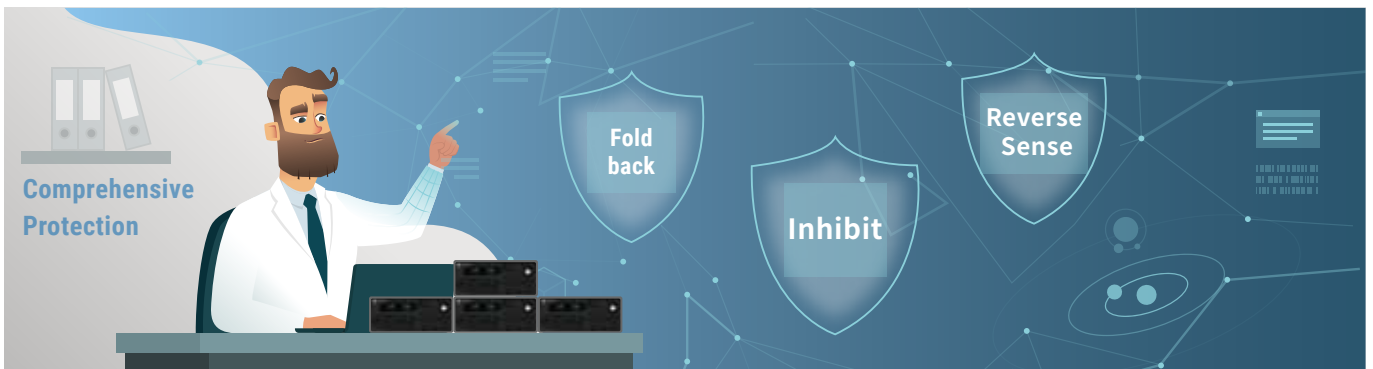 Comprehensive
Protection
Fold
back
Inhibit
Reverse
Sense